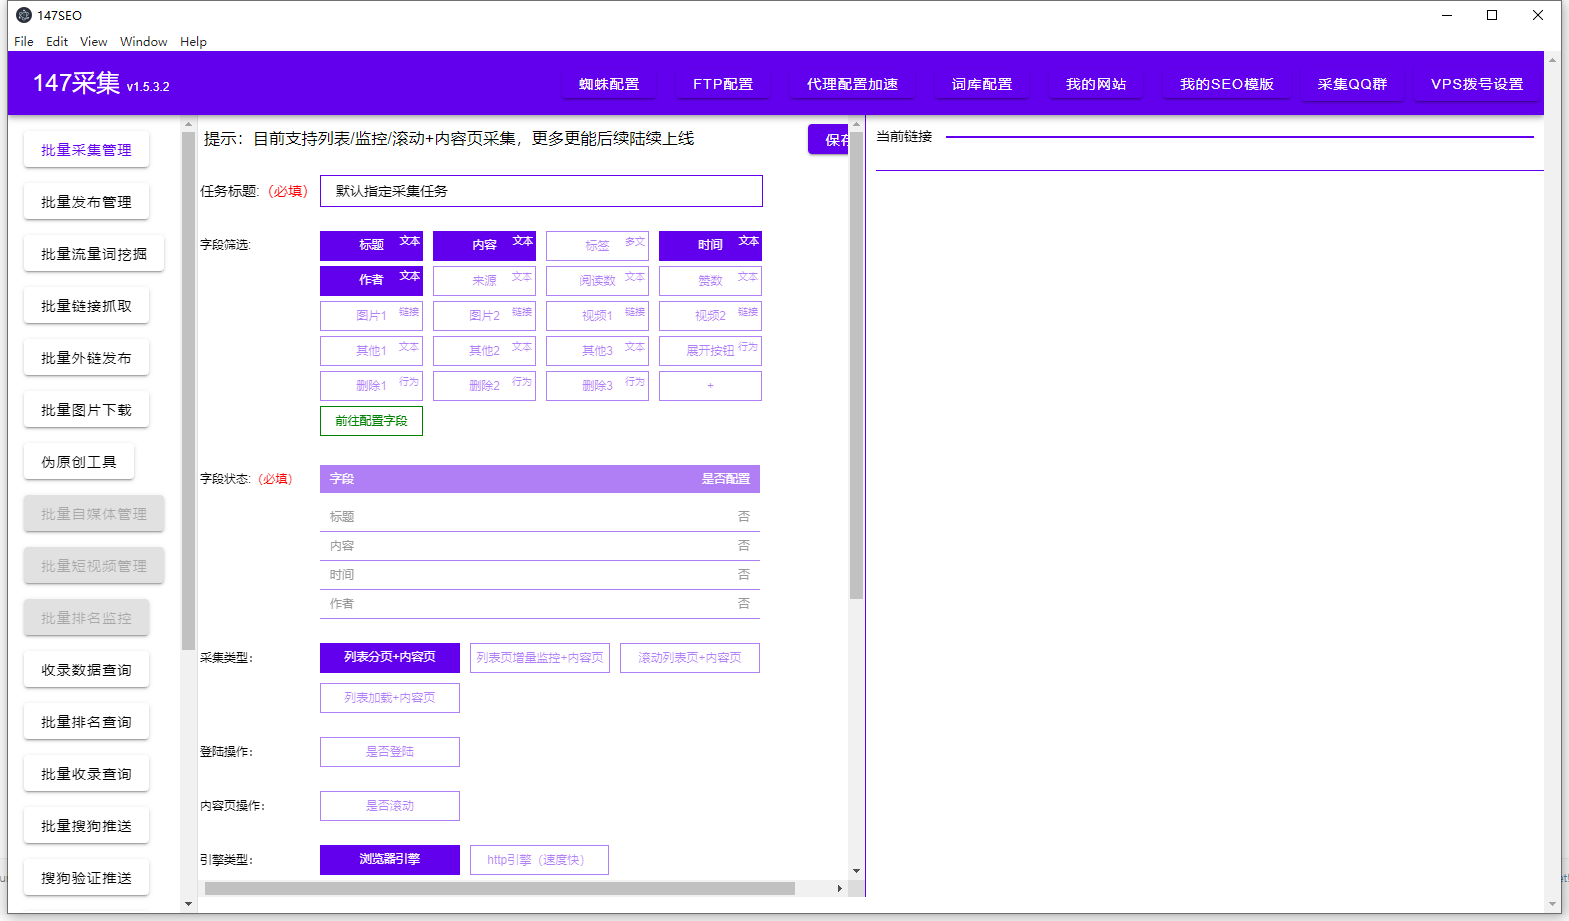 147SEO
File Edit View Window Help
147采集 v1.5.3.2
蜘蛛配置 FTP配置 代理配置加速 词库配置 我的网站 我的SEO模版 采集QQ群 VPS拨号设置
批量采集管理
批量发布管理
批量流量词挖掘
批量链接抓取
批量外链发布
批量图片下载
伪原创工具
批量自媒体管理
批量短视频管理
批量排名监控
收录数据查询
批量排名查询
批量收录查询
批量搜狗推送
搜狗验证推送
提示：目前支持列表/监控/滚动+内容页采集，更多更能后续陆续上线
保存
任务标题:（必填） 默认指定采集任务
字段筛选: 标题 文本 内容 文本 标签 多文 时间 文本
作者 文本 来源 文本 阅读数 文本 赞数 文本
图片1 链接 图片2 链接 视频1 链接 视频2 链接
其他1 文本 其他2 文本 其他3 文本 展开按钮 行为
删除1 行为 删除2 行为 删除3 行为 +
前往配置字段
字段状态:（必填） 字段 是否配置
标题 否
内容 否
时间 否
作者 否
采集类型: 列表分页+内容页 列表页增量监控+内容页 滚动列表页+内容页
列表加载+内容页
登陆操作: 是否登陆
内容页操作: 是否滚动
引擎类型: 浏览器引擎 http引擎（速度快）
当前链接